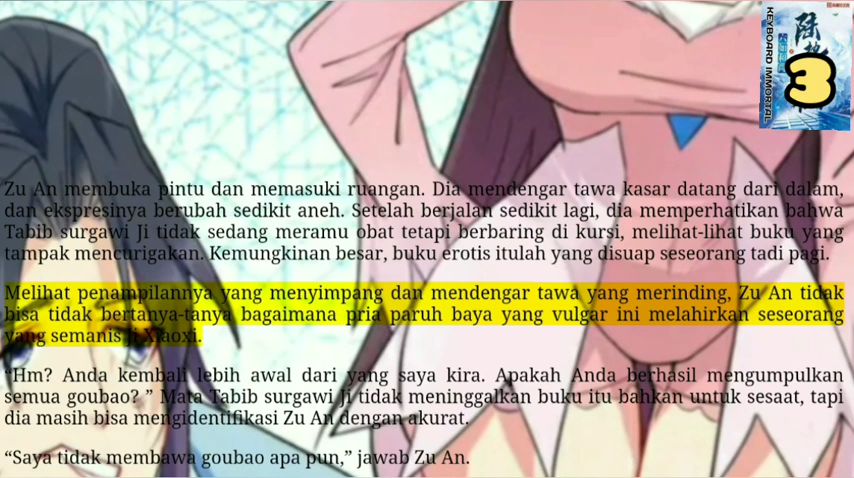 KEYBOARD IMMORTAL
3
Zu An membuka pintu dan memasuki ruangan. Dia mendengar tawa kasar datang dari dalam,
dan ekspresinya berubah sedikit aneh. Setelah berjalan sedikit lagi, dia memperhatikan bahwa
Tabib surgawi Ji tidak sedang meramu obat tetapi berbaring di kursi, melihat-lihat buku yang
tampak mencurigakan. Kemungkinan besar, buku erotis itulah yang disuap seseorang tadi pagi.
Melihat penampilannya yang menyimpang dan mendengar tawa yang merinding, Zu An tidak
bisa tidak bertanya-tanya bagaimana pria paruh baya yang vulgar ini melahirkan seseorang
yang semanis Ji Xiaoxi.
“Hm? Anda kembali lebih awal dari yang saya kira. Apakah Anda berhasil mengumpulkan
semua goubao? ” Mata Tabib surgawi Ji tidak meninggalkan buku itu bahkan untuk sesaat, tapi
dia masih bisa mengidentifikasi Zu An dengan akurat.
“Saya tidak membawa goubao apa pun,” jawab Zu An.